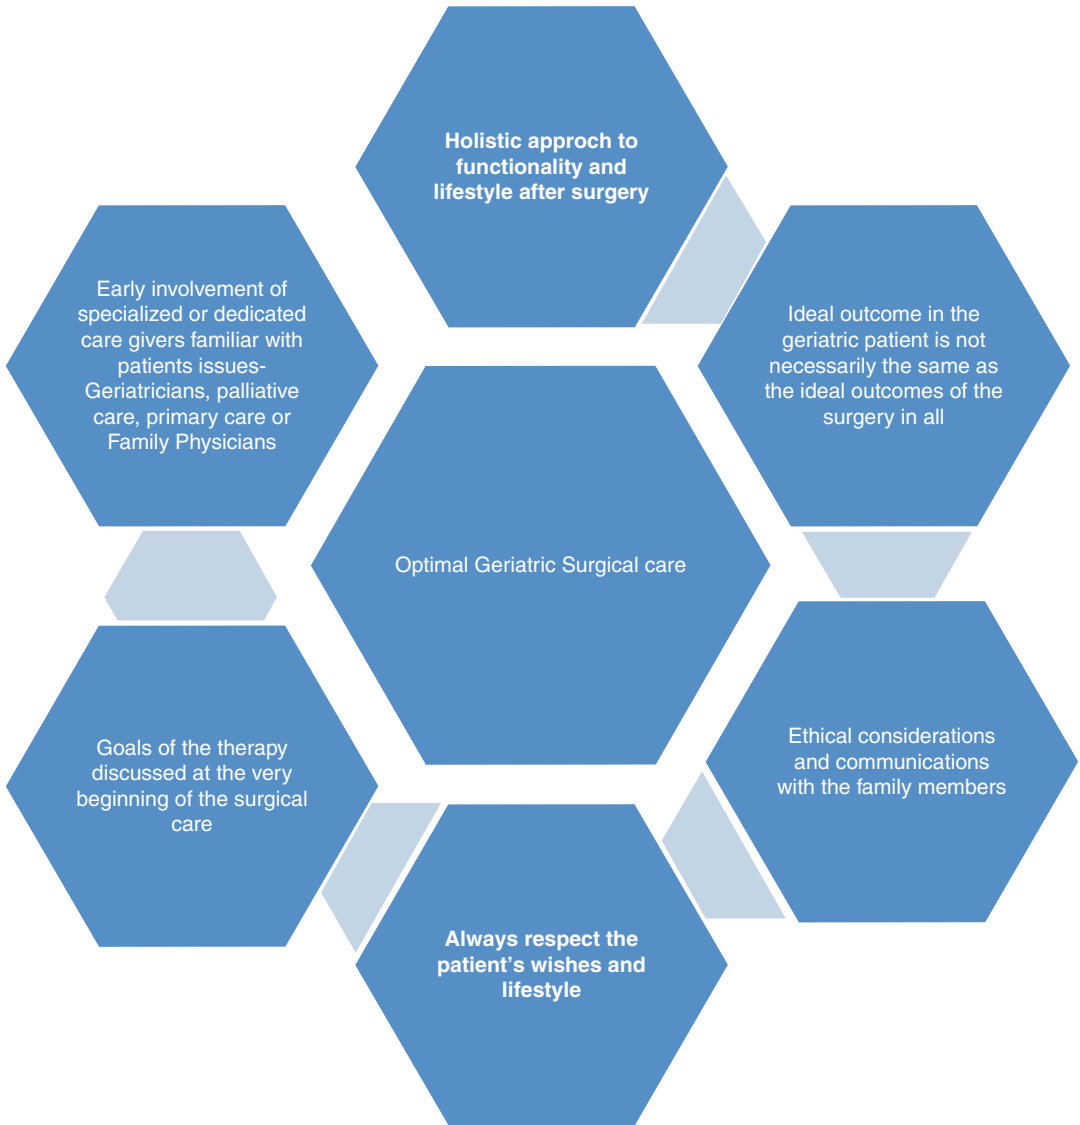 Holistic approch to
functionality and
lifestyle after surgery
Early involvement of
specialized or dedicated
care givers familiar with
patients issues-
Geriatricians, palliative
care, primary care or
Family Physicians
Ideal outcome in the
geriatric patient is not
necessarily the same as
the ideal outcomes of the
surgery in all
Optimal Geriatric Surgical care
Goals of the therapy
discussed at the very
beginning of the surgical
care
Ethical considerations
and communications
with the family members
Always respect the
patient’s wishes and
lifestyle